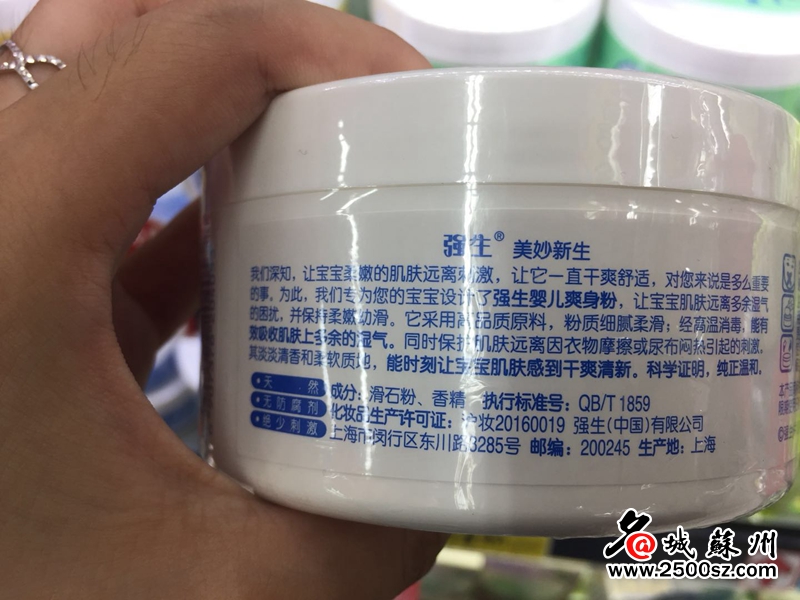 强生® 美妙新生
我们深知，让宝宝柔嫩的肌肤远离刺激，让它一直干爽舒适，对您来说是多么重要
的事。为此，我们专为您的宝宝设计了强生婴儿爽身粉，让宝宝肌肤远离多余湿气
的困扰，并保持柔嫩幼滑。它采用高品质原料，粉质细腻柔滑；经高温消毒，能有
效吸收肌肤上多余的湿气。同时保护肌肤远离因衣物摩擦或尿布闷热引起的刺激。
其淡淡清香和柔软质地，能时刻让宝宝肌肤感到干爽清新。科学证明，纯正温和。
天然
无防腐剂
绝少刺激
成分：滑石粉、香精 执行标准号：QB/T 1859
化妆品生产许可证：沪妆20160019 强生(中国)有限公司
上海市闵行区东川路3285号 邮编：200245 生产地：上海
名城蘇州
www.2500sz.com